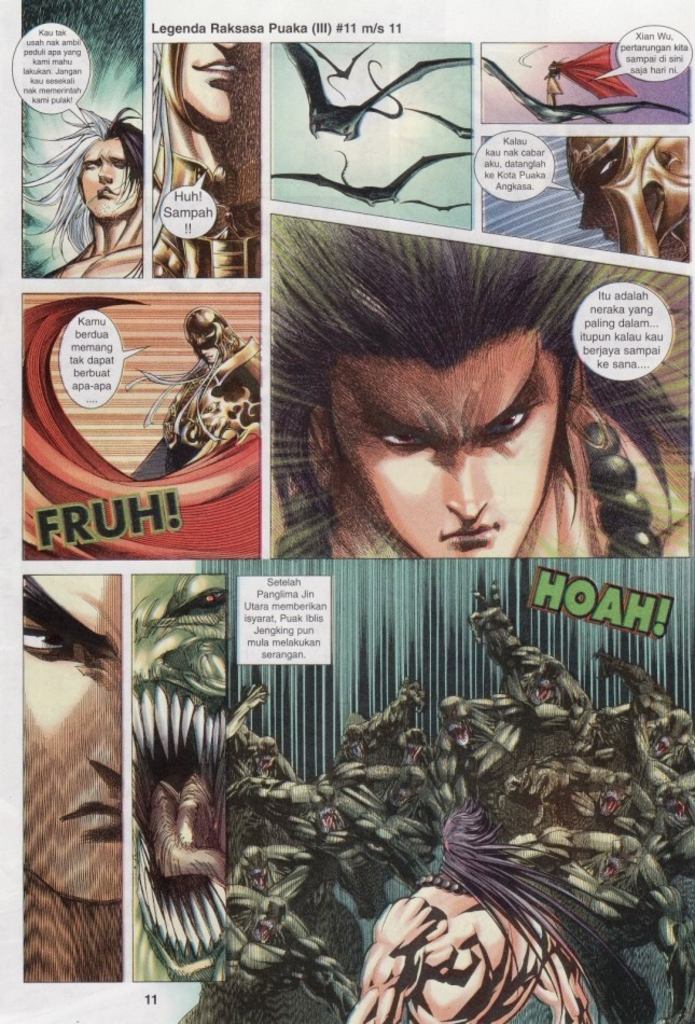 Legenda Raksasa Puaka (III) #11 m/s 11
Kau tak
usah nak ambil
peduli apa yang
kami mahu
lakukan. Jangan
kau sesekali
nak memerintah
kami pulak!
Huh!
Sampah
!!
Xian Wu,
pertarungan kita
sampai di sini
saja hari ni.
Kalau
kau nak cabar
aku, datanglah
ke Kota Puaka
Angkasa.
Kamu
berdua
memang
tak dapat
berbuat
apa-apa
....
FRUH!
Itu adalah
neraka yang
paling dalam...
itupun kalau kau
berjaya sampai
ke sana....
Setelah
Panglima Jin
Utara memberikan
isyarat, Puak Iblis
Jengking pun
mula melakukan
serangan.
HOAH!
11